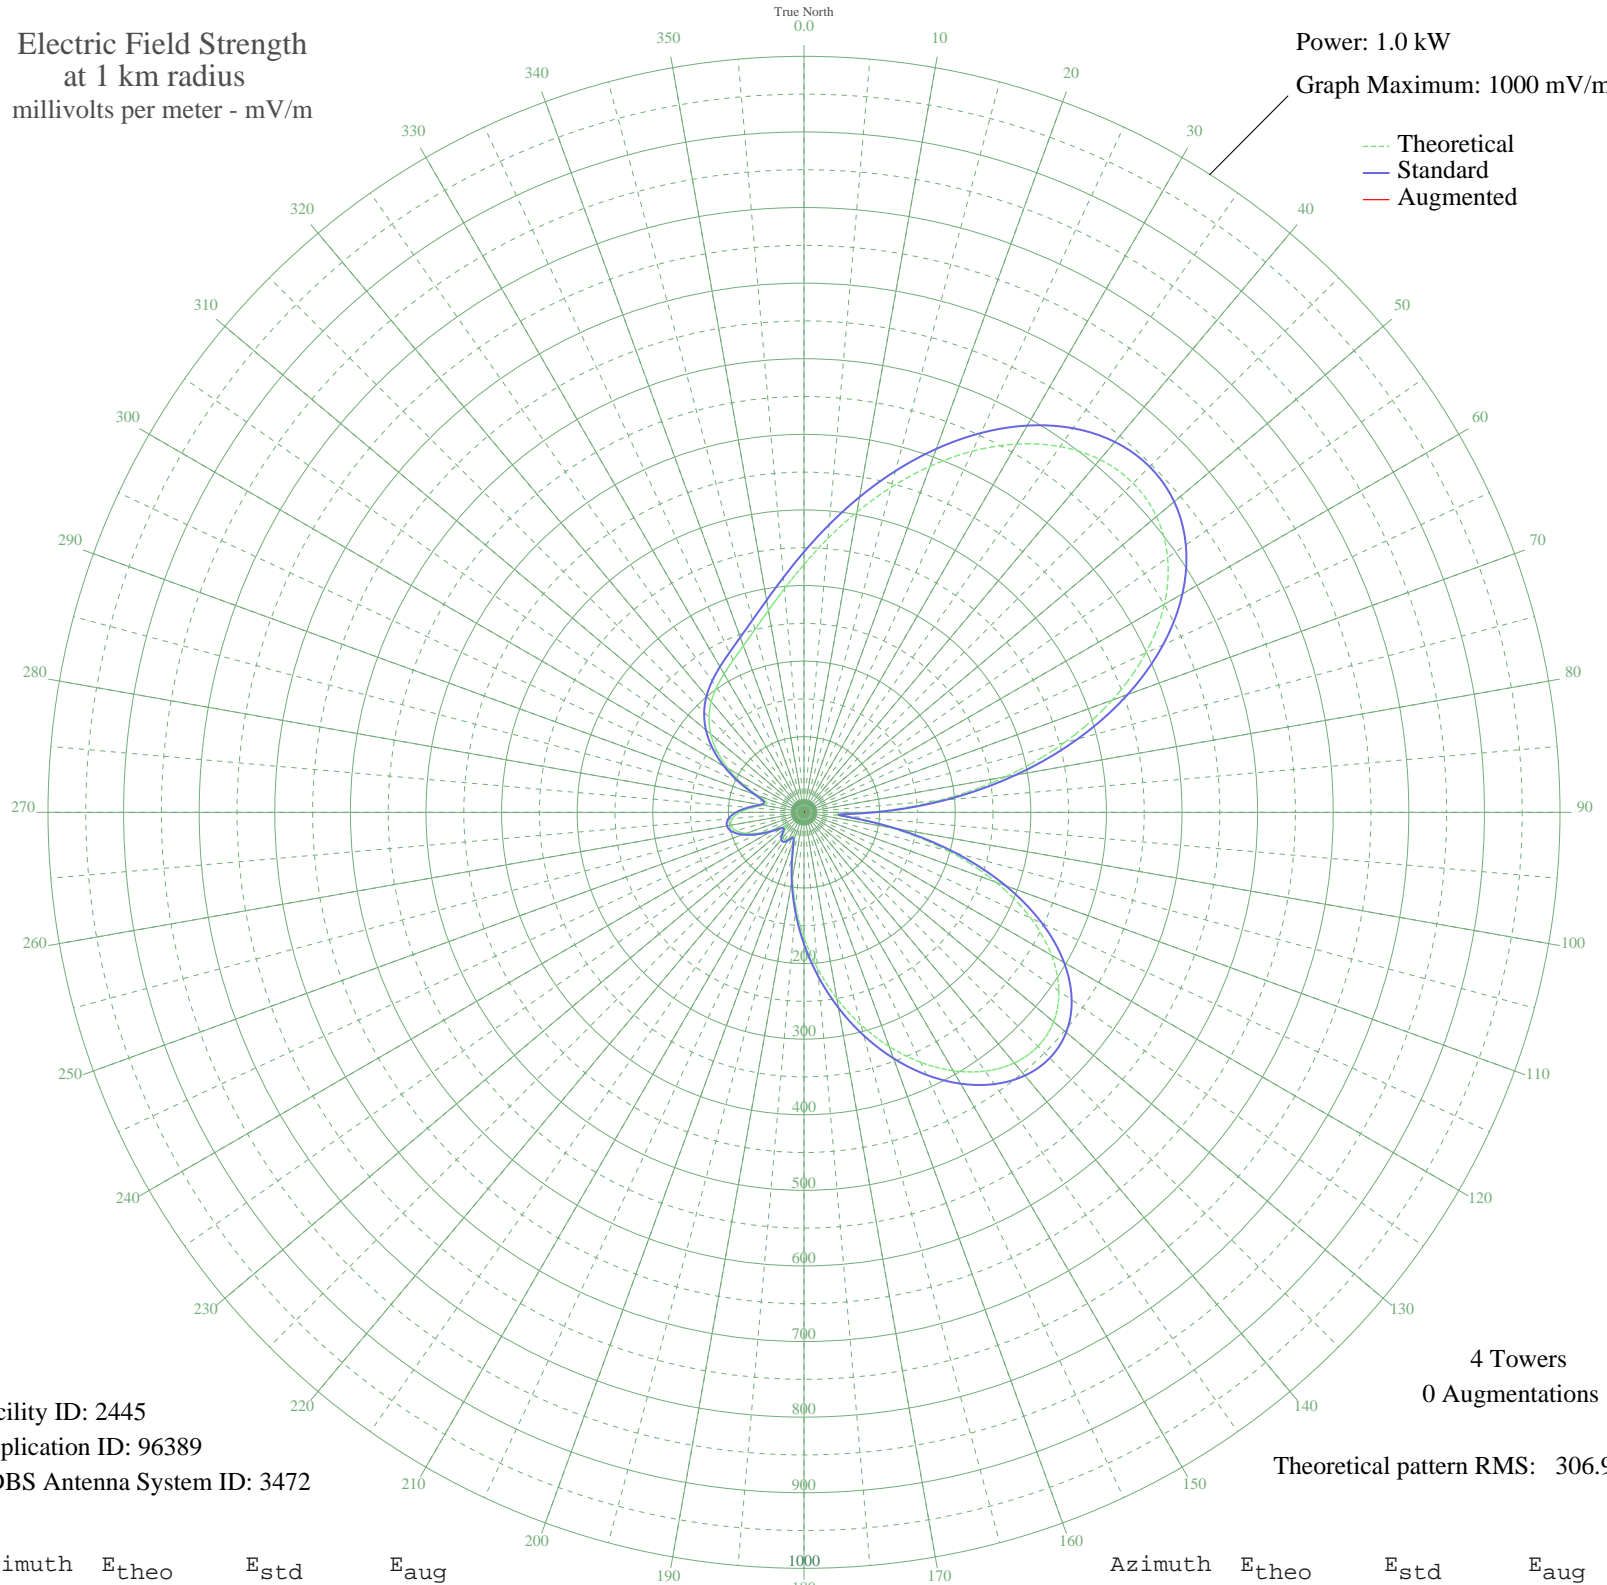 True North
0.0
Electric Field Strength
at 1 km radius
millivolts per meter - mV/m
Power: 1.0 kW
Graph Maximum: 1000 mV/m
Theoretical
Standard
Augmented
10
20
30
40
50
60
70
80
90
100
110
120
130
140
150
160
170
190
200
210
220
230
240
250
260
270
280
290
300
310
320
330
340
350
200
300
400
500
600
700
800
900
1000
4 Towers
0 Augmentations
Theoretical pattern RMS: 306.9
cility ID: 2445
plication ID: 96389
DBS Antenna System ID: 3472
imuth Etheo Estd Eaug
Azimuth Etheo Estd Eaug